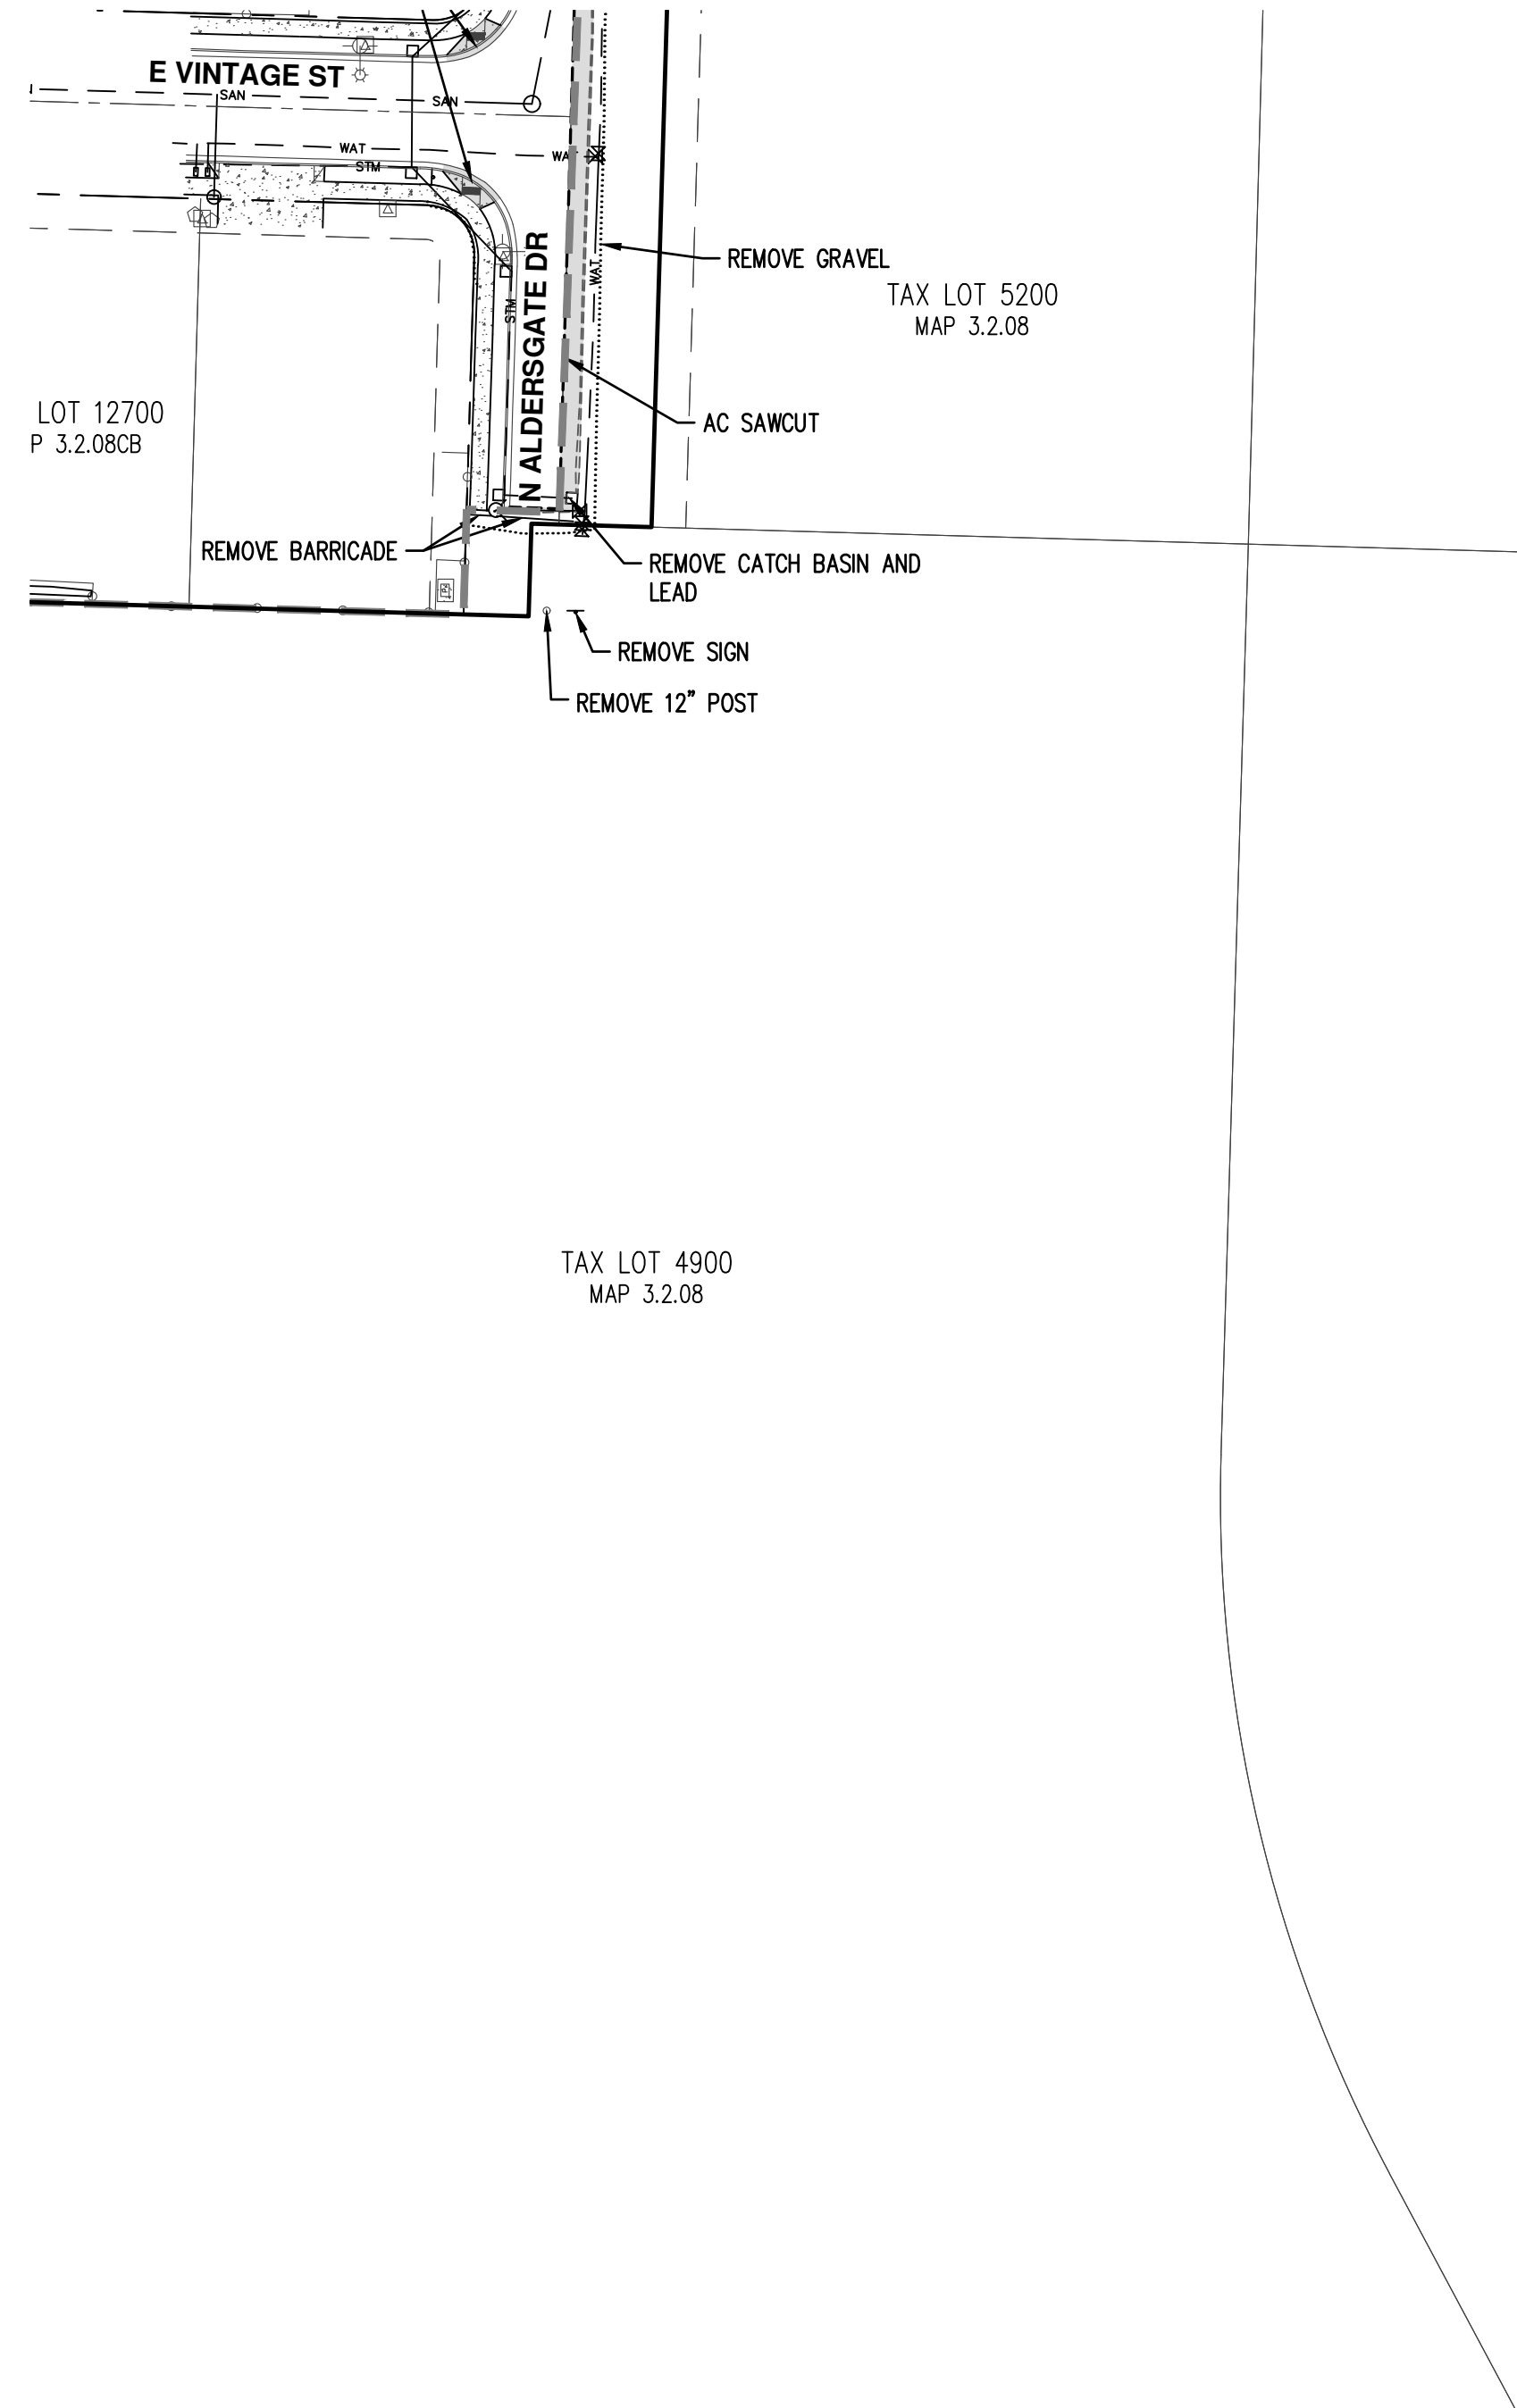 E VINTAGE ST
SAN
SAN
WAT
WAT
STM
REMOVE GRAVEL
WAT
TAX LOT 5200
MAP 3.2.08
STM
N ALDERSGATE DR
AC SAWCUT
LOT 12700
P 3.2.08CB
REMOVE BARRICADE
REMOVE CATCH BASIN AND
LEAD
REMOVE SIGN
REMOVE 12" POST
TAX LOT 4900
MAP 3.2.08